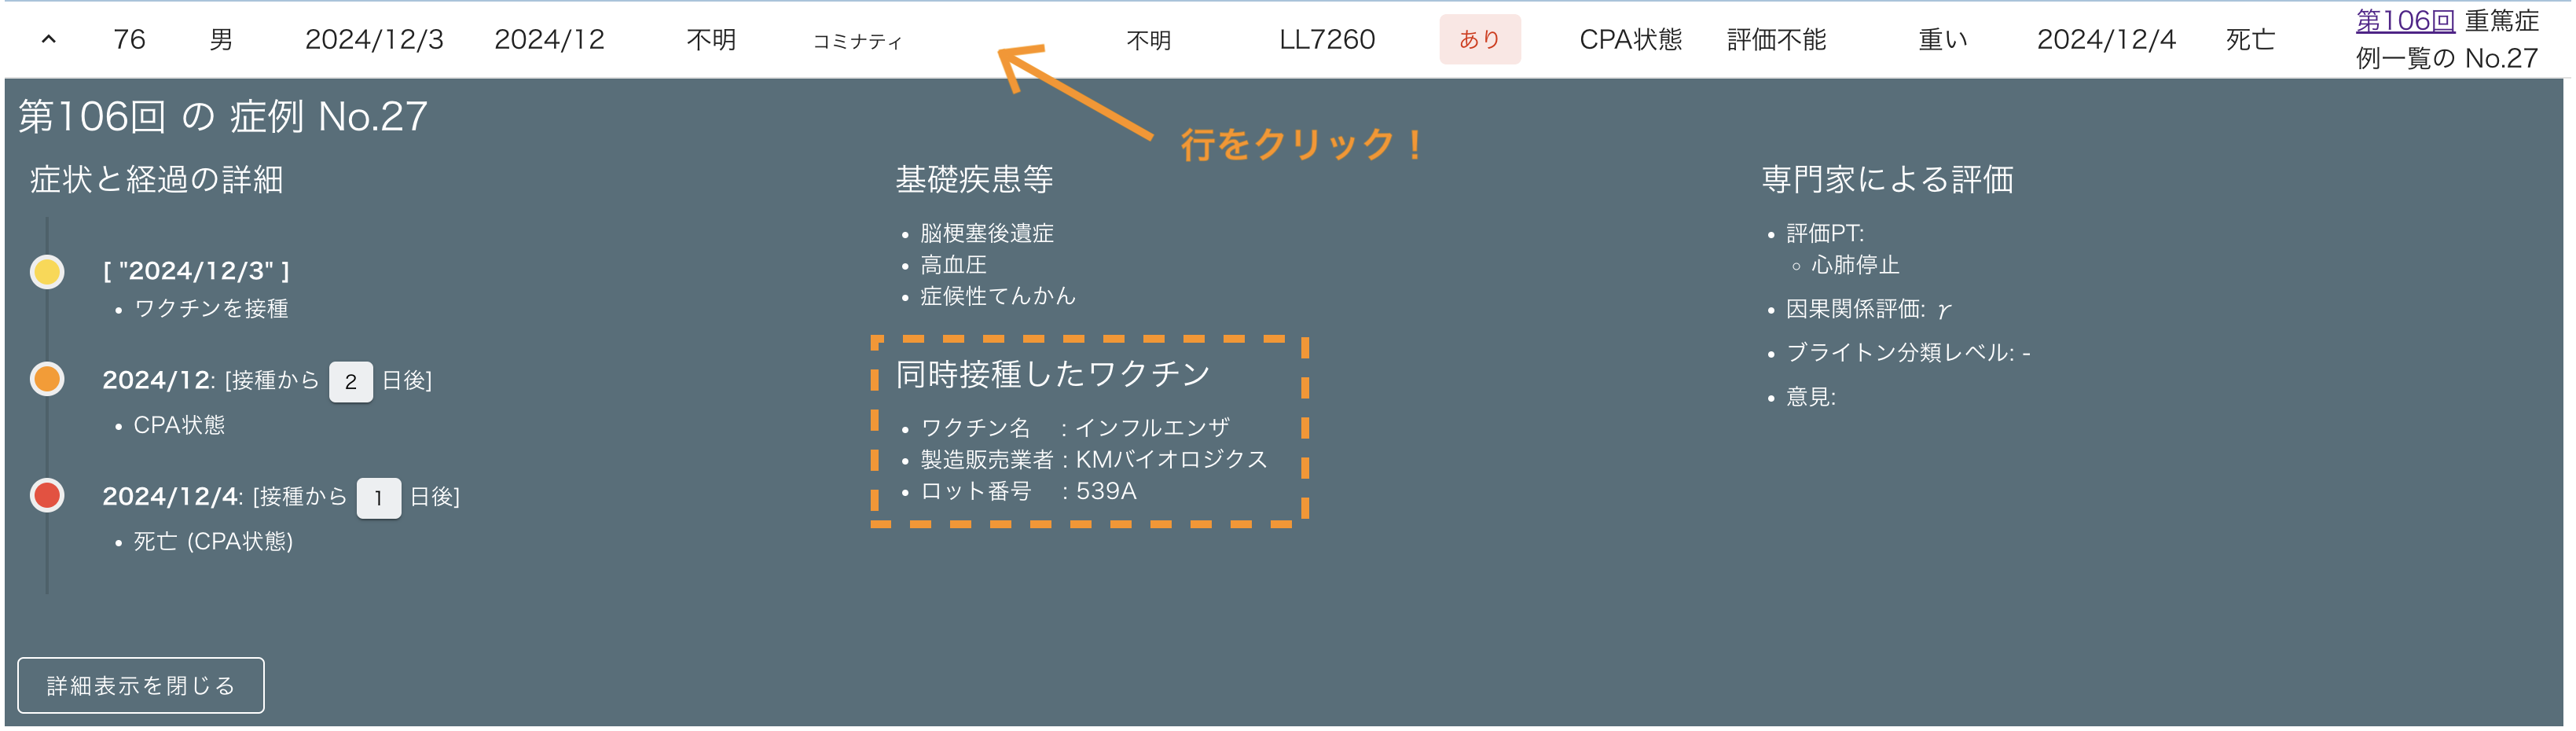 76 男 2024/12/3 2024/12 不明 コミナティ 不明 LL7260 あり CPA状態 評価不能 重い 2024/12/4 死亡 第106回 重篤症
例一覧の No.27
第106回 の 症例 No.27
行をクリック！
症状と経過の詳細
[ "2024/12/3" ]
・ワクチンを接種
2024/12: [接種から 2 日後]
・CPA状態
2024/12/4: [接種から 1 日後]
・死亡 (CPA状態)
基礎疾患等
・脳梗塞後遺症
・高血圧
・症候性てんかん
同時接種したワクチン
・ワクチン名　: インフルエンザ
・製造販売業者 : KMバイオロジクス
・ロット番号　: 539A
専門家による評価
・評価PT:
◦ 心肺停止
・因果関係評価: γ
・ブライトン分類レベル: -
・意見:
詳細表示を閉じる